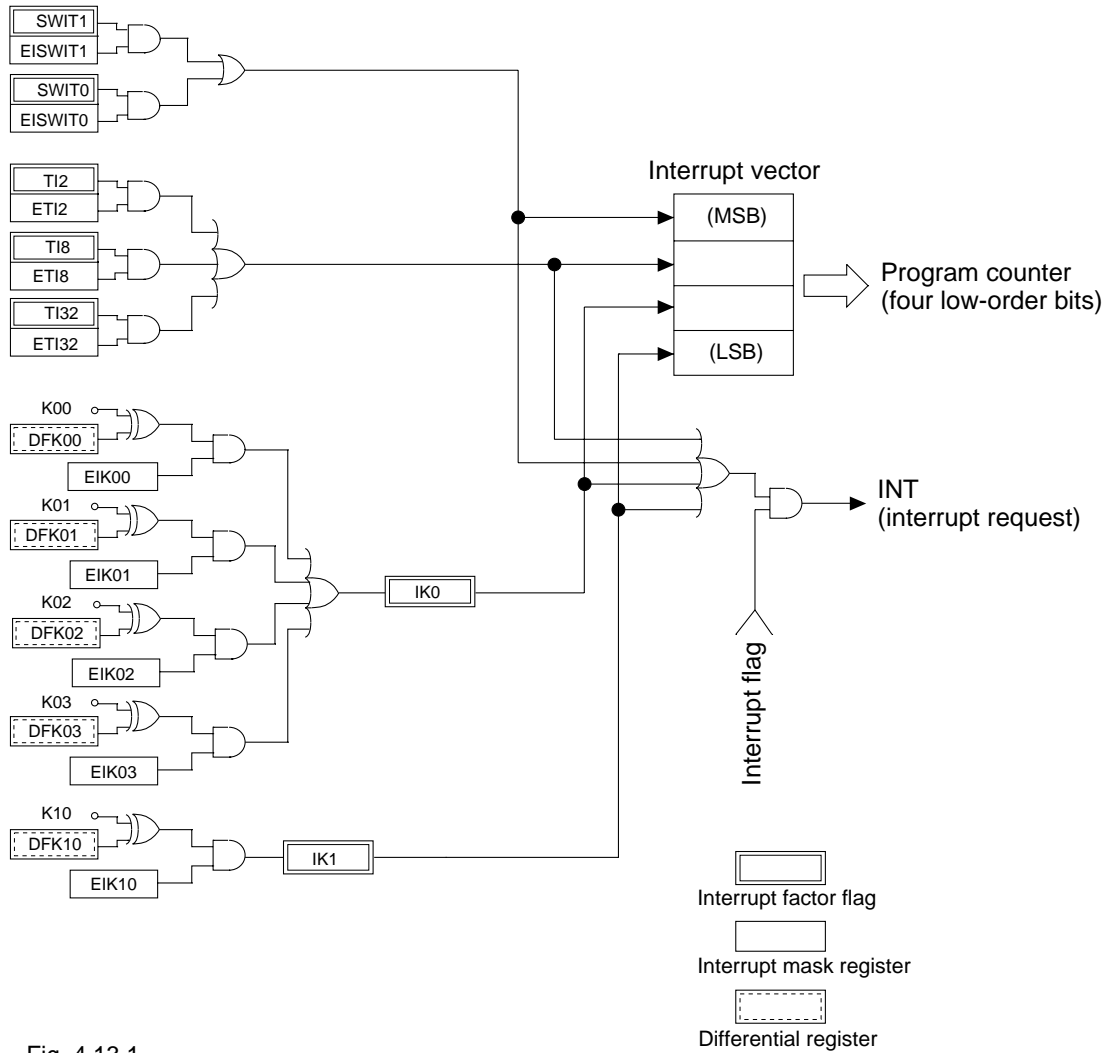 SWIT1
EISWIT1
SWIT0
EISWIT0
TI2
ETI2
TI8
ETI8
TI32
ETI32
Interrupt vector
(MSB)
(LSB)
Program counter
(four low-order bits)
K00
DFK00
EIK00
K01
DFK01
EIK01
K02
DFK02
EIK02
K03
DFK03
EIK03
IK0
K10
DFK10
EIK10
IK1
INT
(interrupt request)
Interrupt flag
Interrupt factor flag
Interrupt mask register
Differential register
Fig. 4.13.1